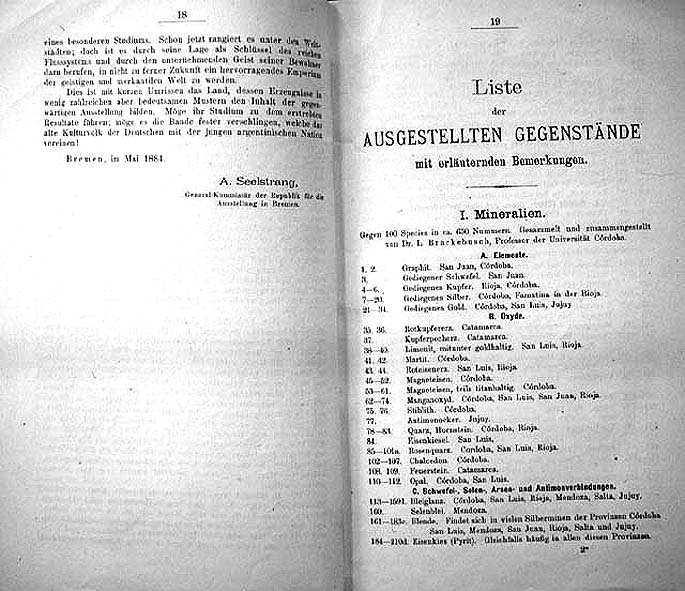 18
eines besonderen Studiums. Schon jetzt rangiert es unter den Welt-
städten; doch ist es durch seine Lage als Schlüssel des reichen
Flusssystems und durch den unternehmenden Geist seiner Bewohner
dazu berufen, in nicht zu ferner Zukunft ein hervorragendes Emporium
der geistigen und merkantilen Welt zu werden.
Dies ist mit kurzen Umrissen das Land, dessen Erzeugnisse in
wenig zahlreichen aber bedeutsamen Mustern den Inhalt der gegen-
wärtigen Ausstellung bilden. Möge ihr Studium zu dem erstrebten
Resultate führen; möge es die Bande fester verschlingen, welche das
alte Kulturvolk der Deutschen mit der jungen argentinischen Nation
vereinen!
Bremen, im Mai 1884.
A. Seelstrang,
General-Kommissär der Republik für die
Ausstellung in Bremen.
19
Liste
der
AUSGESTELLTEN GEGENSTÄNDE
mit erläuternden Bemerkungen.
I. Mineralien.
Gegen 100 Species in ca. 630 Nummern. Gesammelt und zusammengestellt
von Dr. L. Brackebusch, Professor der Universität Córdoba.
A. Elemente.
1. 2. Graphit. San Juan, Córdoba.
3. Gediegener Schwefel. San Juan.
4—6. Gediegenes Kupfer. Rioja, Córdoba.
7—20. Gediegenes Silber. Córdoba, Famatina in der Rioja.
21—34. Gediegenes Gold. Córdoba, San Luis, Jujuy
B. Oxyde.
35. 36. Rotkupfererz. Catamarca.
37. Kupferpecherz. Catamarca.
38—40. Limonit, mitunter goldhaltig. San Luis, Rioja.
41. 42. Martit. Córdoba.
43. 44. Roteisenerz. San Luis, Rioja.
45—52. Magneteisen. Córdoba.
53—61. Magneteisen, teils titanhaltig. Córdoba.
62—74. Manganoxyd. Córdoba, San Luis, San Juan, Rioja.
75. 76. Stiblith. Córdoba.
77. Antimonocker. Jujuy.
78—83. Quarz, Hornstein. Córdoba, Rioja.
84. Eisenkiesel. San Luis.
85—101a. Rosenquarz. Cordoba, San Luis, Rioja.
102—107. Chalcedon. Córdoba.
108. 109. Feuerstein. Catamarca.
110—112. Opal. Córdoba, San Luis.
C. Schwefel-, Selen-, Arsen- und Antimonverbindungen.
113—159l. Bleiglanz. Córdoba, San Luis, Rioja, Mendoza, Salta, Jujuy.
160. Selenblei. Mendoza.
161—183c. Blende. Findet sich in vielen Silberminen der Provinzen Córdoba
San Luis, Mendoza, San Juan, Rioja, Salta und Jujuy.
184—210d. Eisenkies (Pyrit). Gleichfalls häufig in allen diesen Provinzen.
2*